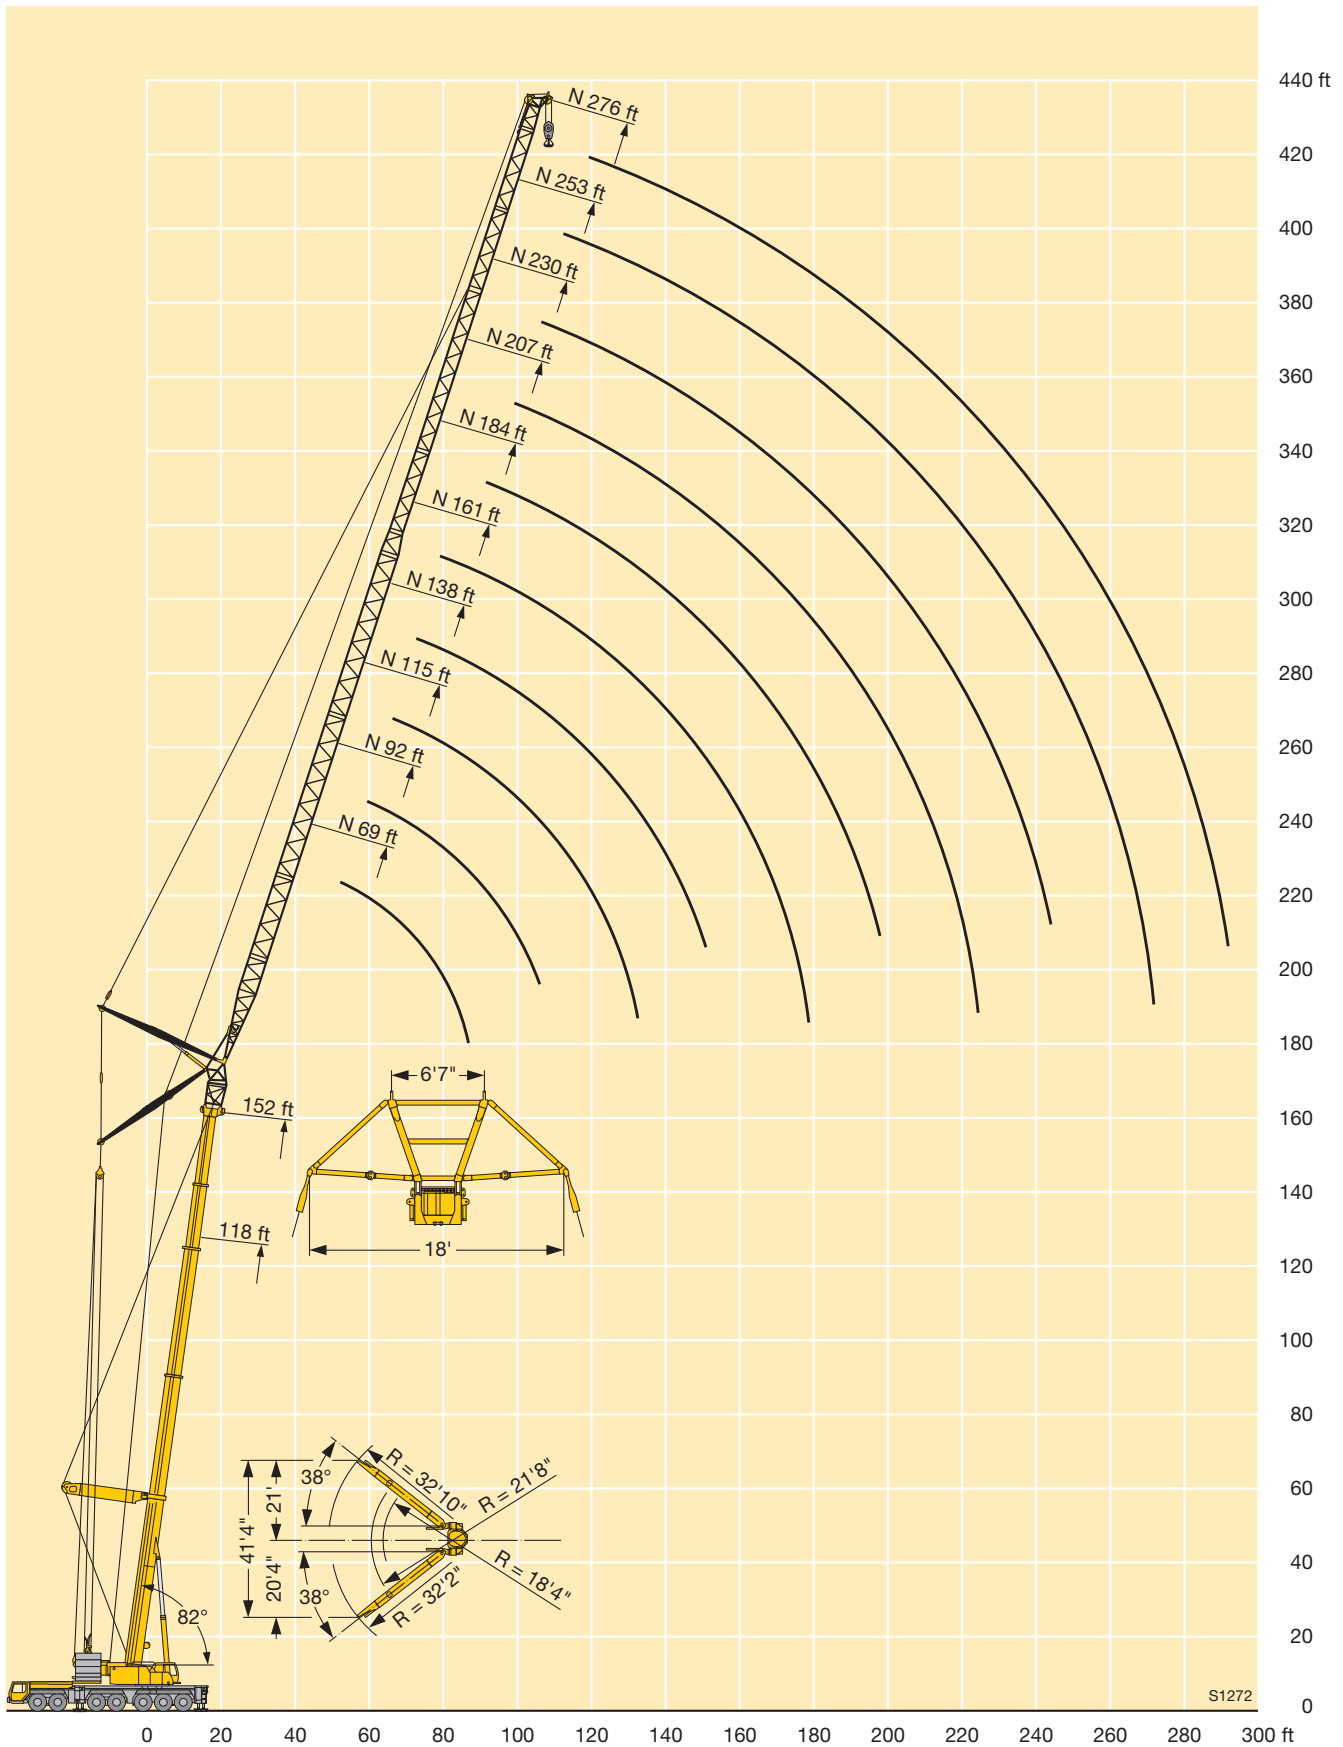 440 ft
N 276 ft
420
N 253 ft
400
N 230 ft
380
N 207 ft
360
340
N 184 ft
320
N 161 ft
300
N 138 ft
280
N 115 ft
260
N 92 ft
240
N 69 ft
220
200
180
6'7"
160
152 ft
140
118 ft
18'
120
100
80
R = 32'10"
R = 21'8"
38°
21'
60
41'4"
20'4"
40
R = 18'4"
38°
R = 32'2"
82°
20
S1272
0
0 20 40 60 80 100 120 140 160 180 200 220 240 260 280 300 ft